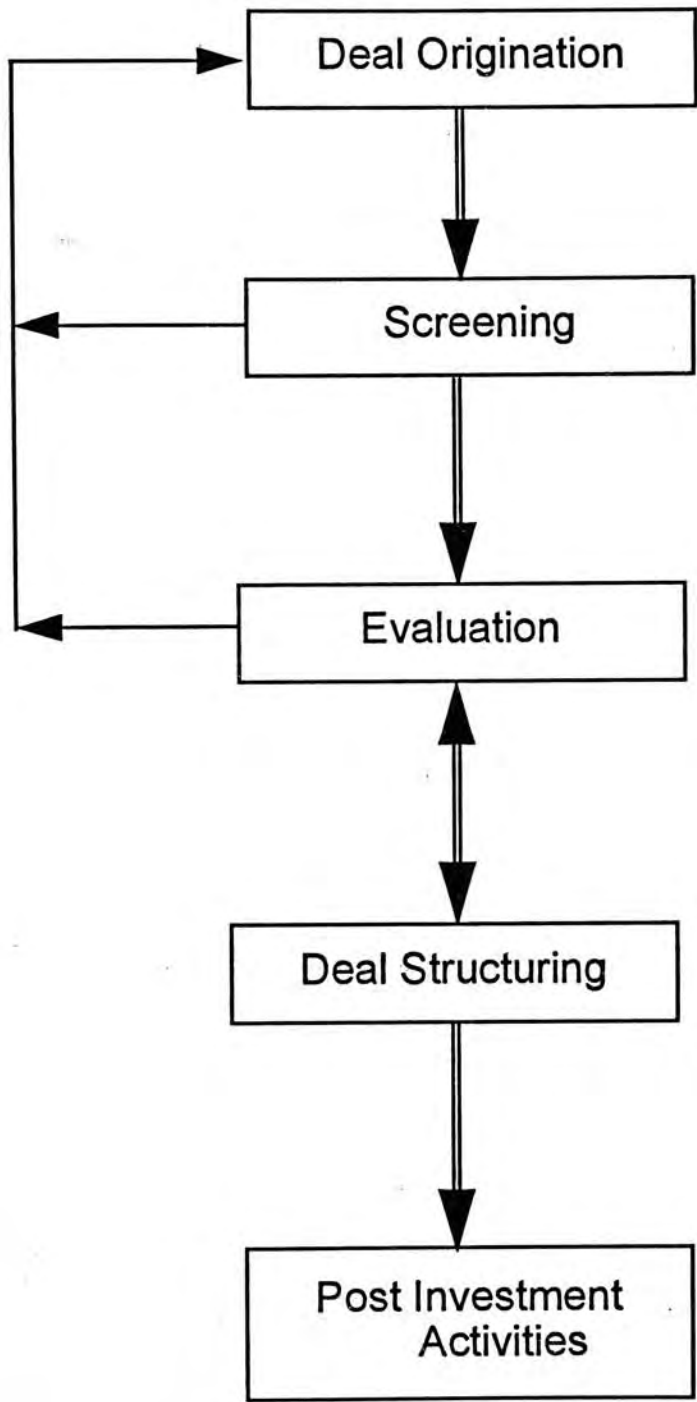 Deal Origination
Screening
Evaluation
Deal Structuring
Post Investment
Activities